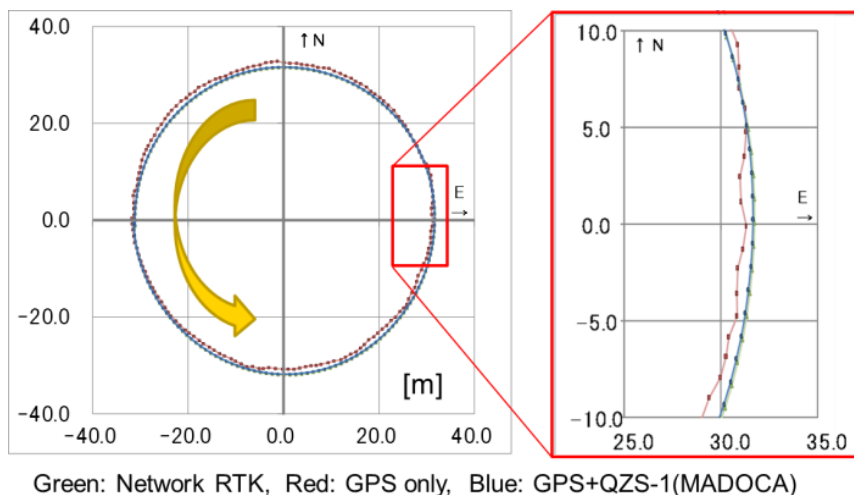 40.0
↑N
20.0
0.0
E
→
-20.0
[m]
-40.0
-40.0 -20.0 0.0 20.0 40.0
10.0
↑N
5.0
E
→
0.0
-5.0
-10.0
25.0 30.0 35.0
Green: Network RTK, Red: GPS only, Blue: GPS+QZS-1(MADOCA)